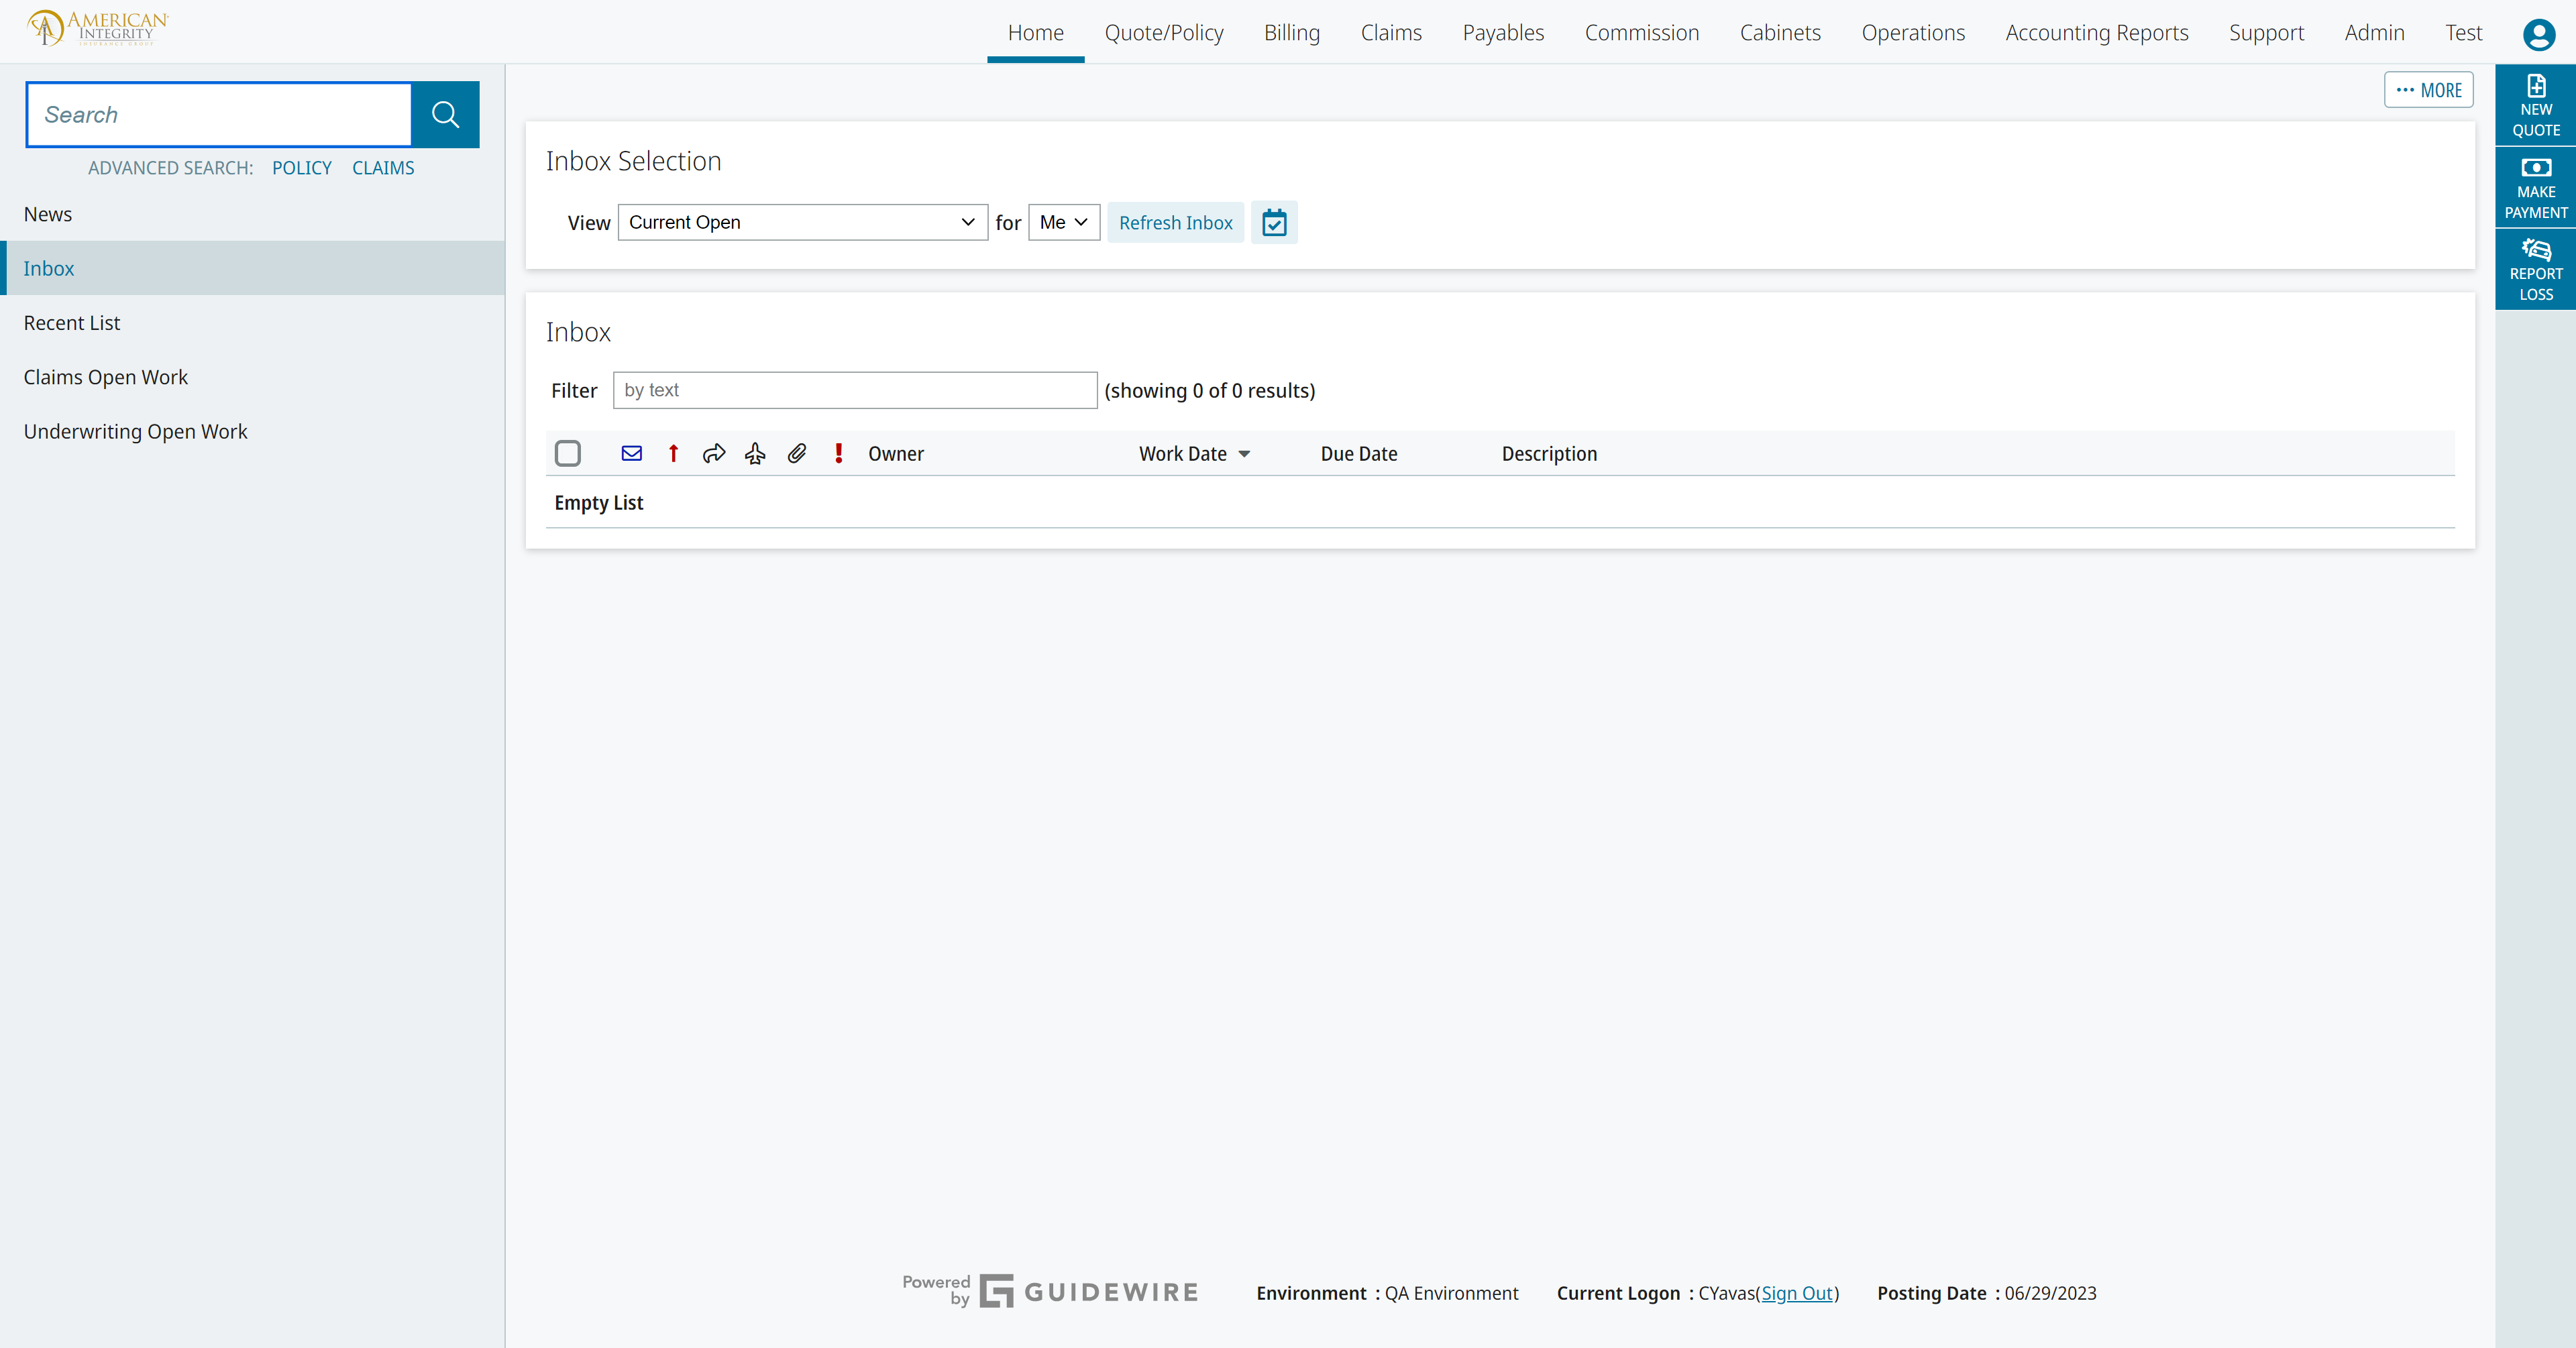 AMERICAN
INTEGRITY
INSURANCE GROUP
Home
Quote/Policy
Billing
Claims
Payables
Commission
Cabinets
Operations
Accounting Reports
Support
Admin
Test
Search
ADVANCED SEARCH: POLICY CLAIMS
News
Inbox
Recent List
Claims Open Work
Underwriting Open Work
··· MORE
Inbox Selection
View Current Open for Me Refresh Inbox
Inbox
Filter by text (showing 0 of 0 results)
Owner Work Date Due Date Description
Empty List
NEW
QUOTE
MAKE
PAYMENT
REPORT
LOSS
Powered
by GUIDEWIRE
Environment : QA Environment Current Logon : CYavas(Sign Out) Posting Date : 06/29/2023